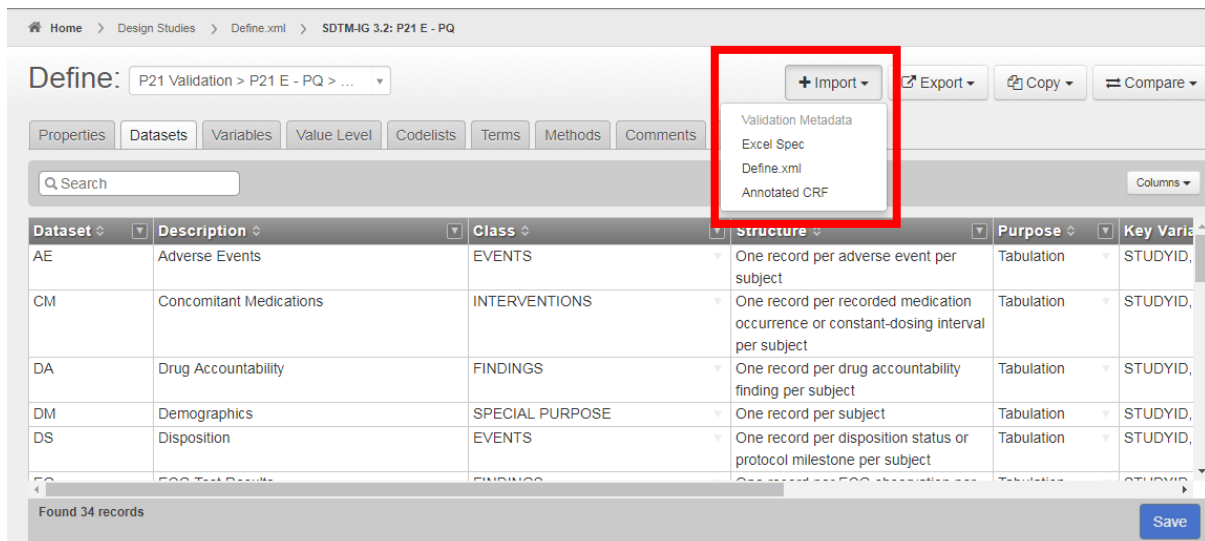 Home > Design Studies > Define.xml > SDTM-IG 3.2: P21 E - PQ
Define: P21 Validation > P21 E - PQ > ...
Import Export Copy Compare
Validation Metadata
Excel Spec
Define.xml
Annotated CRF
Properties Datasets Variables Value Level Codelists Terms Methods Comments
Search
Columns
Dataset Description Class Structure Purpose Key Varia
AE Adverse Events EVENTS One record per adverse event per Tabulation STUDYID,
subject
CM Concomitant Medications INTERVENTIONS One record per recorded medication Tabulation STUDYID,
occurrence or constant-dosing interval
per subject
DA Drug Accountability FINDINGS One record per drug accountability Tabulation STUDYID,
finding per subject
DM Demographics SPECIAL PURPOSE One record per subject Tabulation STUDYID,
DS Disposition EVENTS One record per disposition status or Tabulation STUDYID,
protocol milestone per subject
Found 34 records
Save